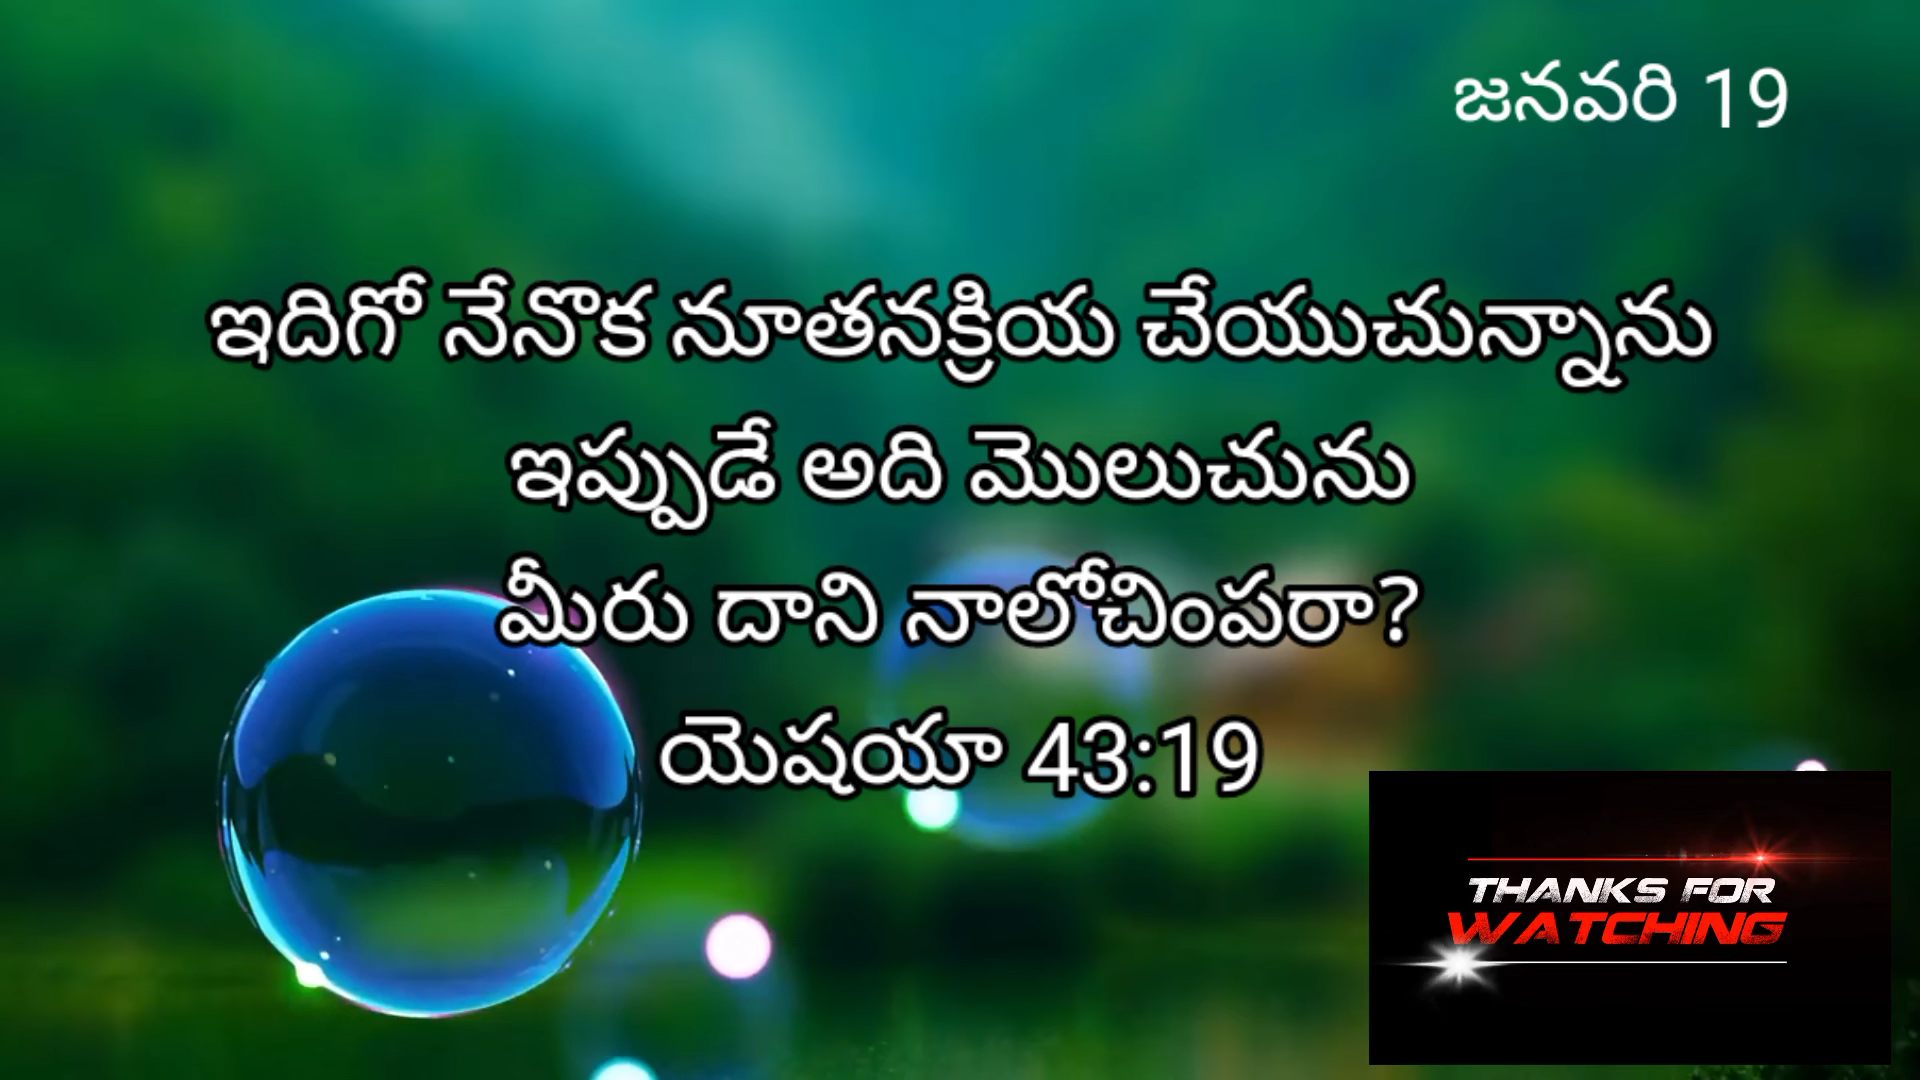 జనవరి 19
ఇదిగో నేనొక నూతనక్రియ చేయుచున్నాను
ఇప్పుడే అది మొలుచును
మీరు దాని నాలోచింపరా?
యెషయా 43:19
THANKS FOR
WATCHING